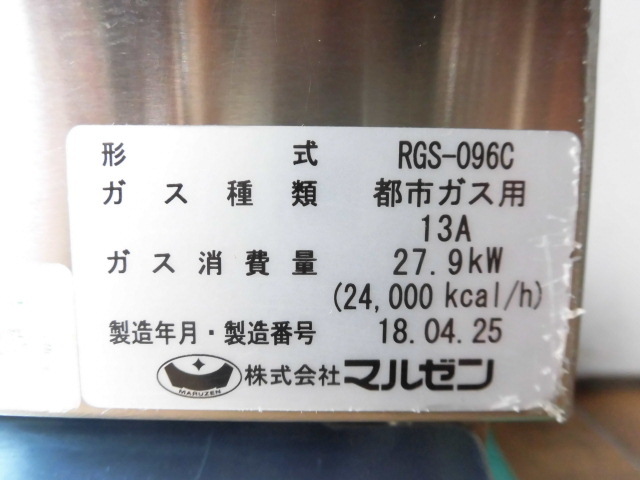 形式 RGS-096C
ガス種類 都市ガス用
13A
ガス消費量 27.9kW
(24,000 kcal/h)
製造年月・製造番号 18.04.25
MARUZEN 株式会社マルゼン